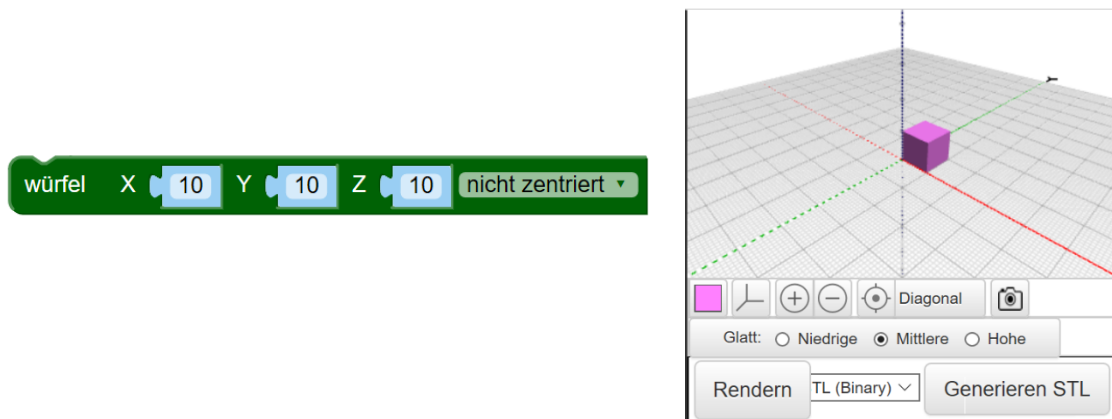 würfel X 10 Y 10 Z 10 nicht zentriert
Y
Diagonal
Glatt: Niedrige Mittlere Hohe
Rendern TL (Binary) Generieren STL